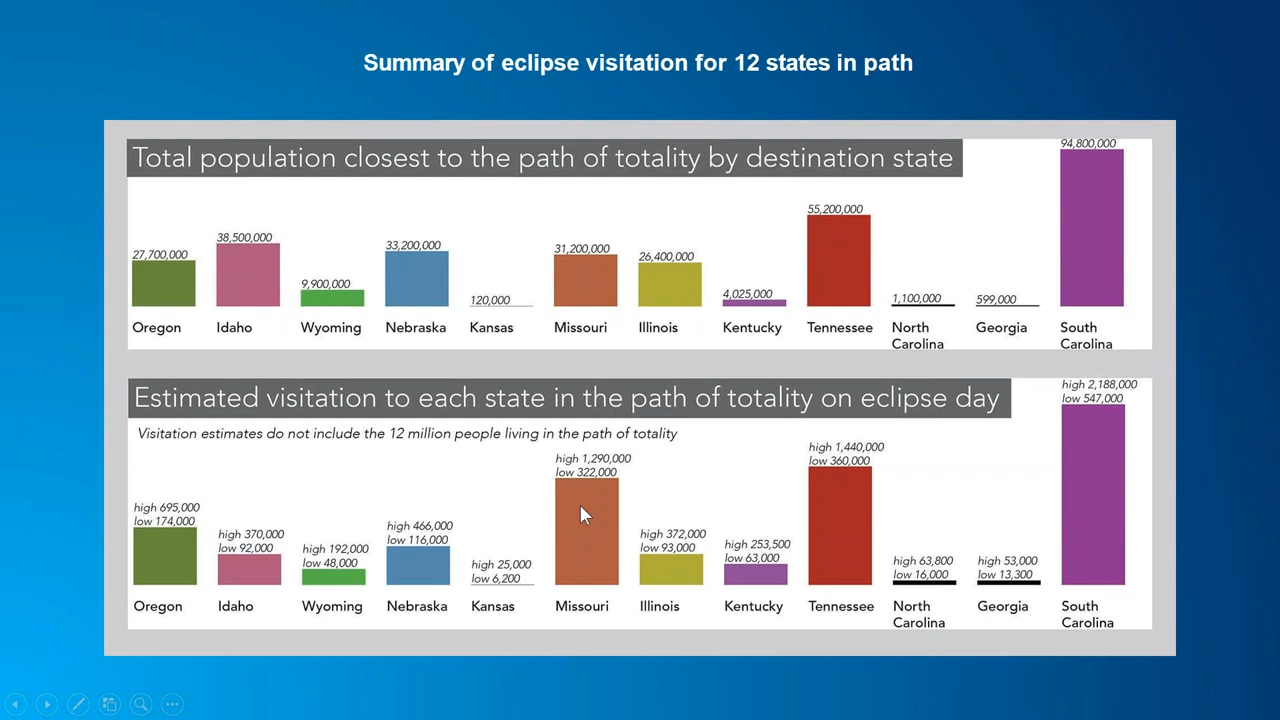 Summary of eclipse visitation for 12 states in path
Total population closest to the path of totality by destination state
27,700,000
38,500,000
9,900,000
33,200,000
120,000
31,200,000
26,400,000
4,025,000
55,200,000
1,100,000
599,000
94,800,000
Oregon
Idaho
Wyoming
Nebraska
Kansas
Missouri
Illinois
Kentucky
Tennessee
North
Carolina
Georgia
South
Carolina
Estimated visitation to each state in the path of totality on eclipse day
Visitation estimates do not include the 12 million people living in the path of totality
high 695,000
low 174,000
high 370,000
low 92,000
high 192,000
low 48,000
high 466,000
low 116,000
high 25,000
low 6,200
high 1,290,000
low 322,000
high 372,000
low 93,000
high 253,500
low 63,000
high 1,440,000
low 360,000
high 63,800
low 16,000
high 53,000
low 13,300
high 2,188,000
low 547,000
Oregon
Idaho
Wyoming
Nebraska
Kansas
Missouri
Illinois
Kentucky
Tennessee
North
Carolina
Georgia
South
Carolina